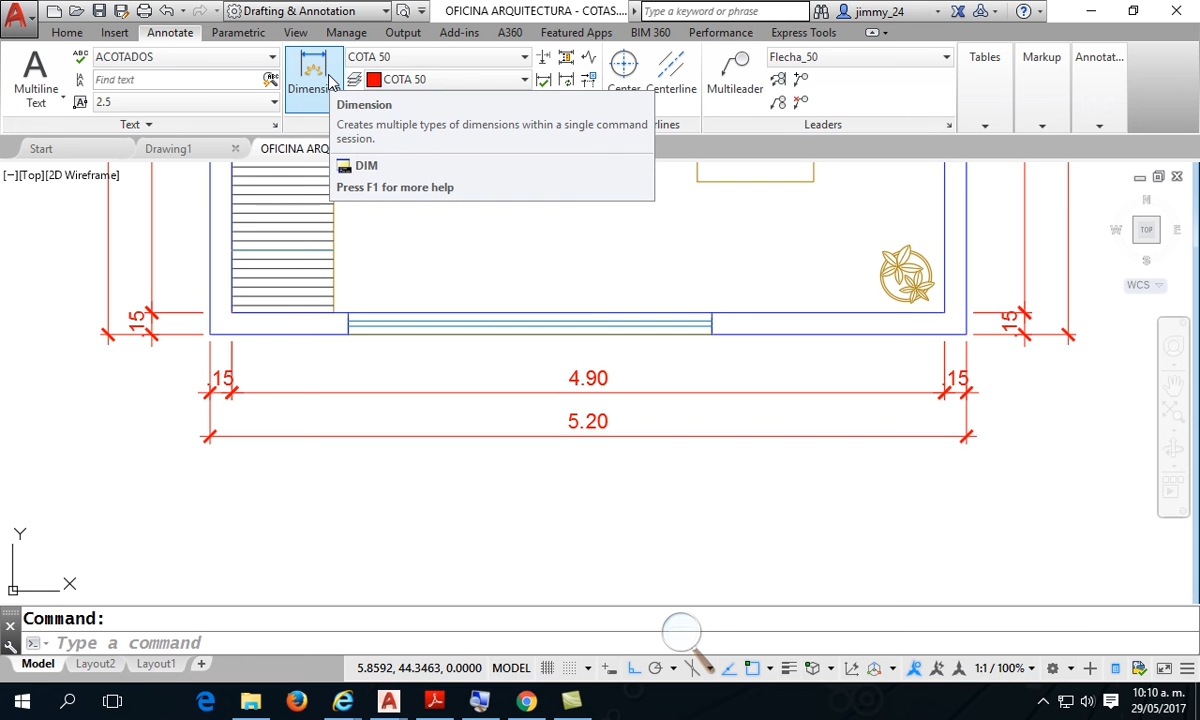 Drafting & Annotation
OFICINA ARQUITECTURA - COTAS....
Type a keyword or phrase
jimmy_24
Home
Insert
Annotate
Parametric
View
Manage
Output
Add-ins
A360
Featured Apps
BIM 360
Performance
Express Tools
Multiline
Text
ACOTADOS
Find text
2.5
Dimensi
COTA 50
COTA 50
Center
Centerline
Multileader
Flecha_50
Tables
Markup
Annotat...
Text
lines
Leaders
Dimension
Creates multiple types of dimensions within a single command
session.
DIM
Press F1 for more help
Start
Drawing1
OFICINA ARQ
[−][Top][2D Wireframe]
N
W
TOP
E
S
WCS
.15
.15
.15
4.90
.15
5.20
Y
X
Command:
Type a command
Model
Layout2
Layout1
+
5.8592, 44.3463, 0.0000
MODEL
1:1 / 100%
10:10 a. m.
29/05/2017